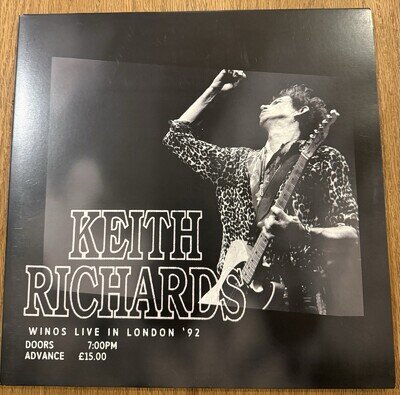 KEITH
RICHARDS
WINOS LIVE IN LONDON '92
DOORS 7:00PM
ADVANCE £15.00